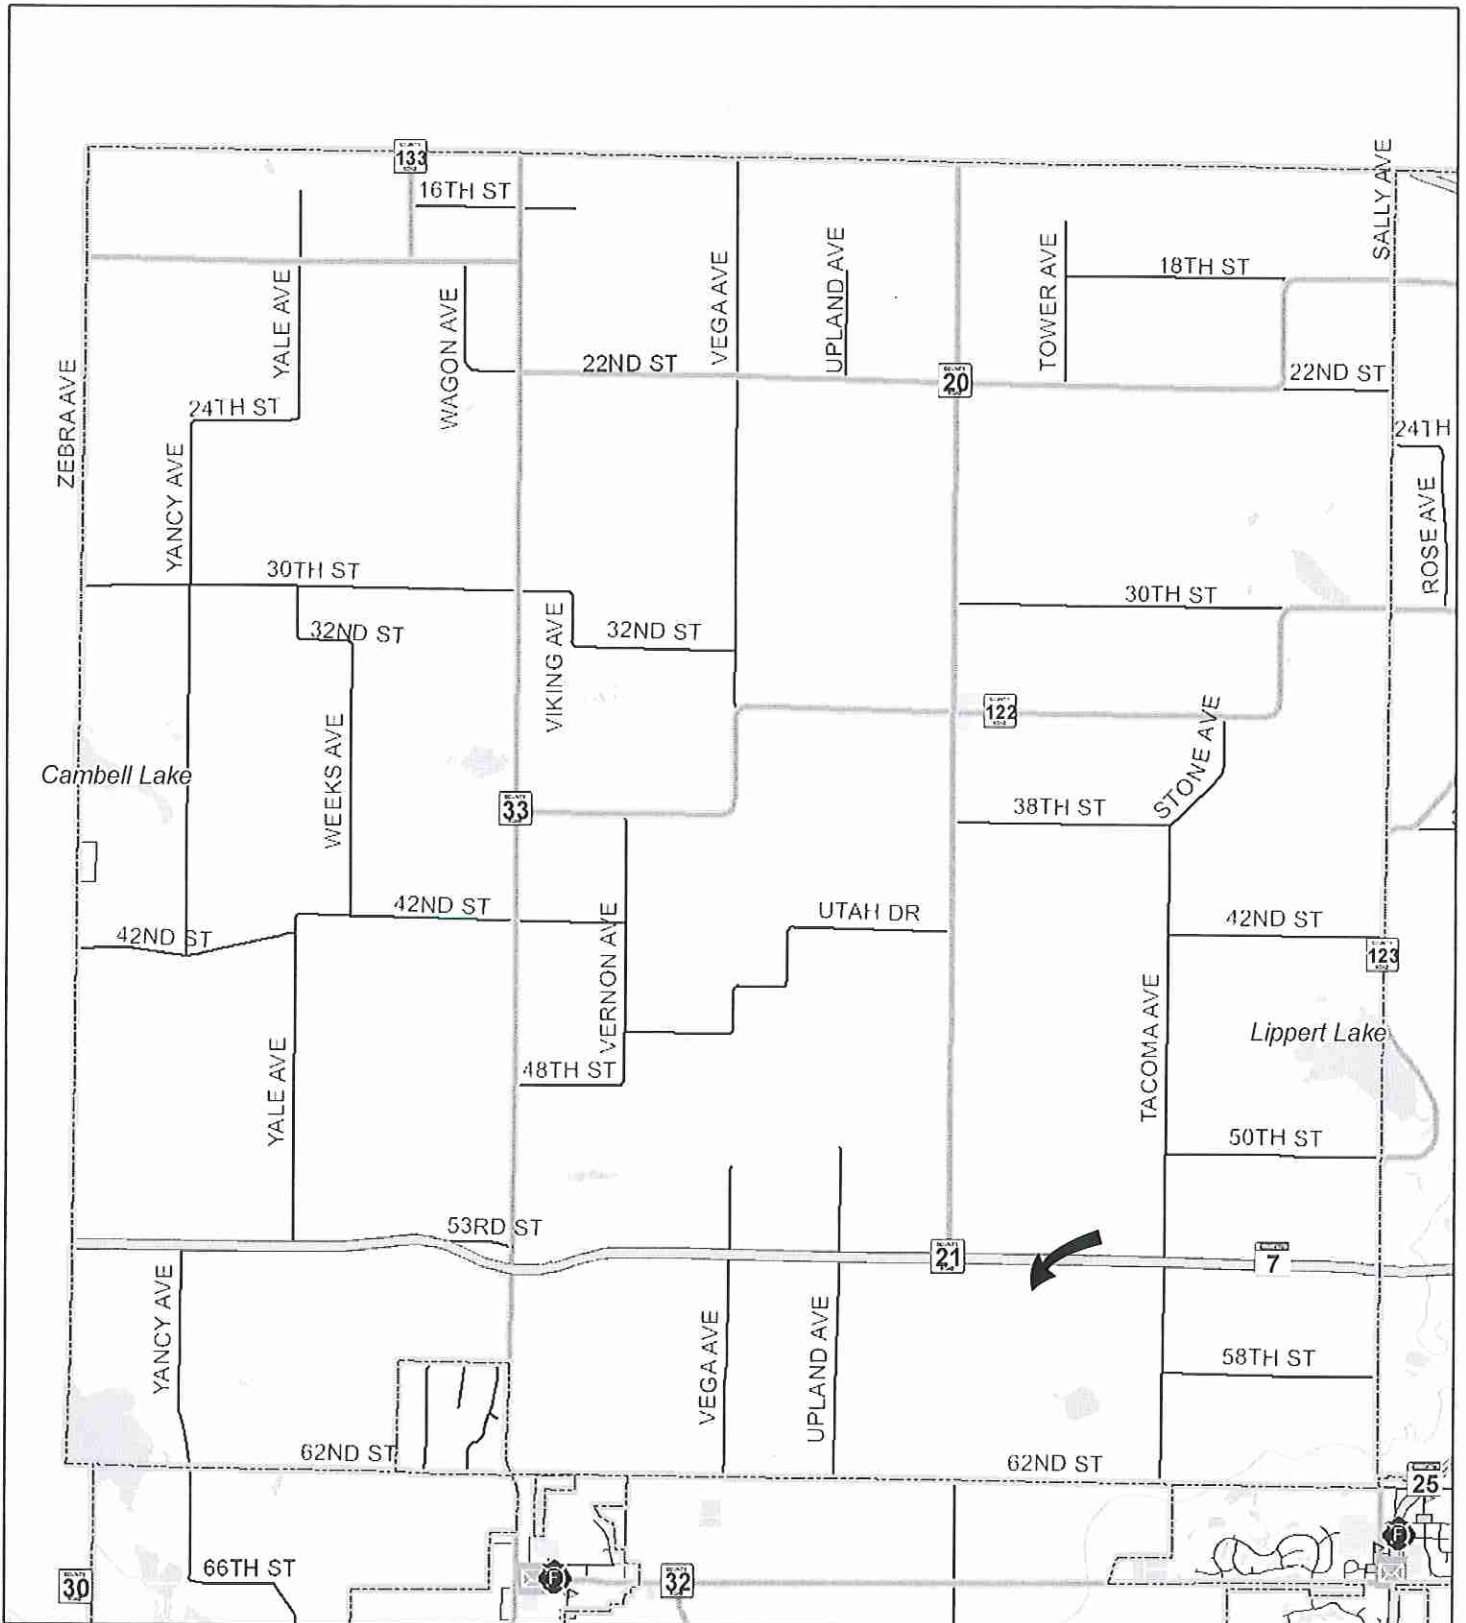 133
16TH ST
SALLY AVE
YALE AVE
WAGON AVE
VEGA AVE
UPLAND AVE
TOWER AVE
18TH ST
22ND ST
20
22ND ST
ZEBRA AVE
24TH ST
24TH
YANCY AVE
ROSE AVE
30TH ST
30TH ST
32ND ST
VIKING AVE
32ND ST
122
STONE AVE
Cambell Lake
WEEKS AVE
33
38TH ST
42ND ST
42ND ST
VERNON AVE
UTAH DR
42ND ST
123
TACOMA AVE
Lippert Lake
YALE AVE
48TH ST
50TH ST
53RD ST
21
7
YANCY AVE
VEGA AVE
UPLAND AVE
58TH ST
62ND ST
62ND ST
25
F
66TH ST
30
F
32